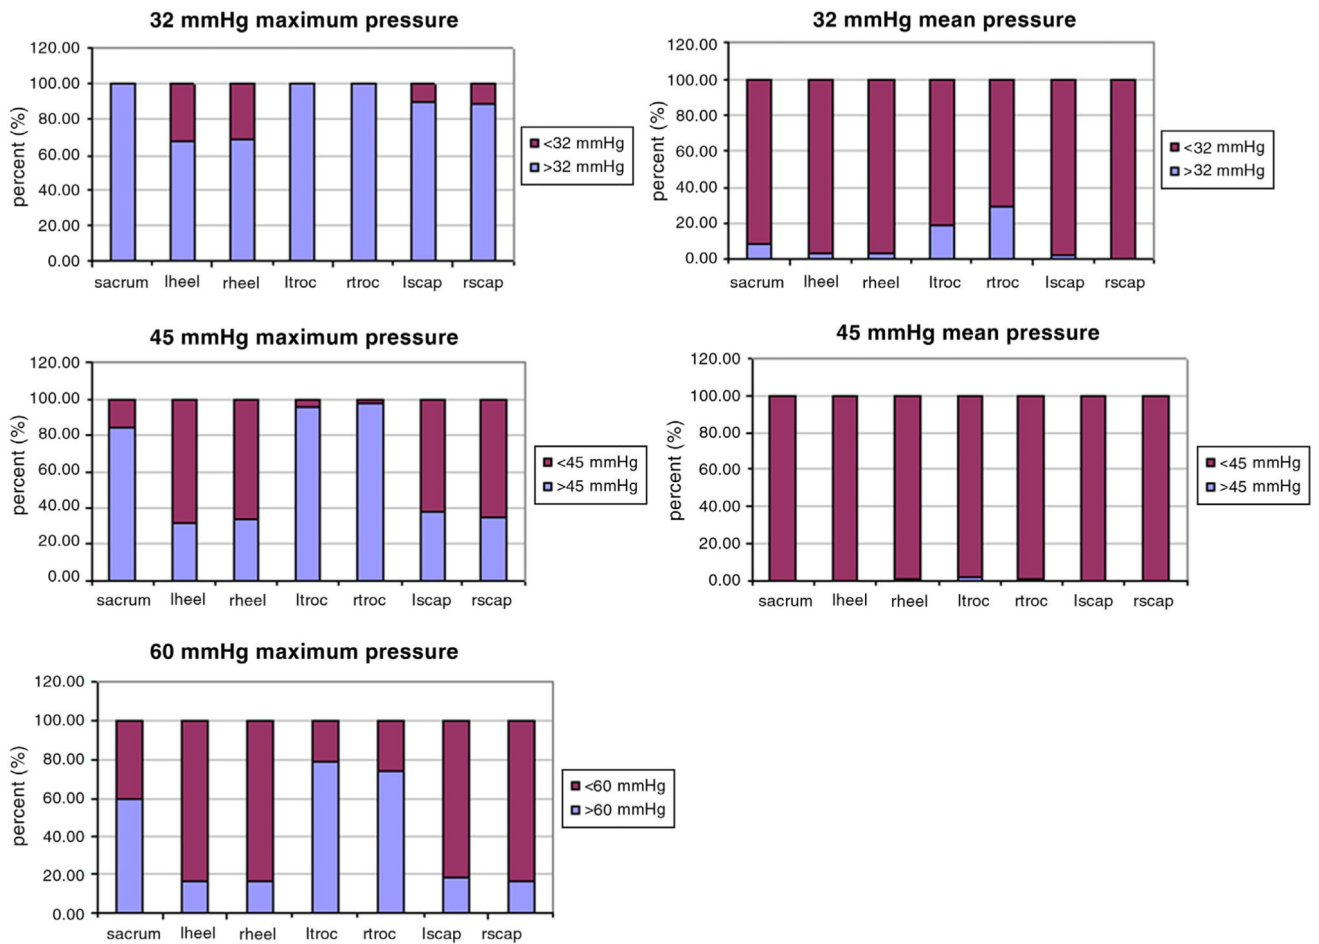 32 mmHg maximum pressure
120.00
100.00
80.00
60.00
40.00
20.00
0.00
percent (%)
sacrum lheel rheel ltroc rtroc lscap rscap
<32 mmHg
>32 mmHg
32 mmHg mean pressure
120.00
100.00
80.00
60.00
40.00
20.00
0.00
percent (%)
sacrum lheel rheel ltroc rtroc lscap rscap
<32 mmHg
>32 mmHg
45 mmHg maximum pressure
120.00
100.00
80.00
60.00
40.00
20.00
0.00
percent (%)
sacrum lheel rheel ltroc rtroc lscap rscap
<45 mmHg
>45 mmHg
45 mmHg mean pressure
120.00
100.00
80.00
60.00
40.00
20.00
0.00
percent (%)
sacrum lheel rheel ltroc rtroc lscap rscap
<45 mmHg
>45 mmHg
60 mmHg maximum pressure
120.00
100.00
80.00
60.00
40.00
20.00
0.00
percent (%)
sacrum lheel rheel ltroc rtroc lscap rscap
<60 mmHg
>60 mmHg